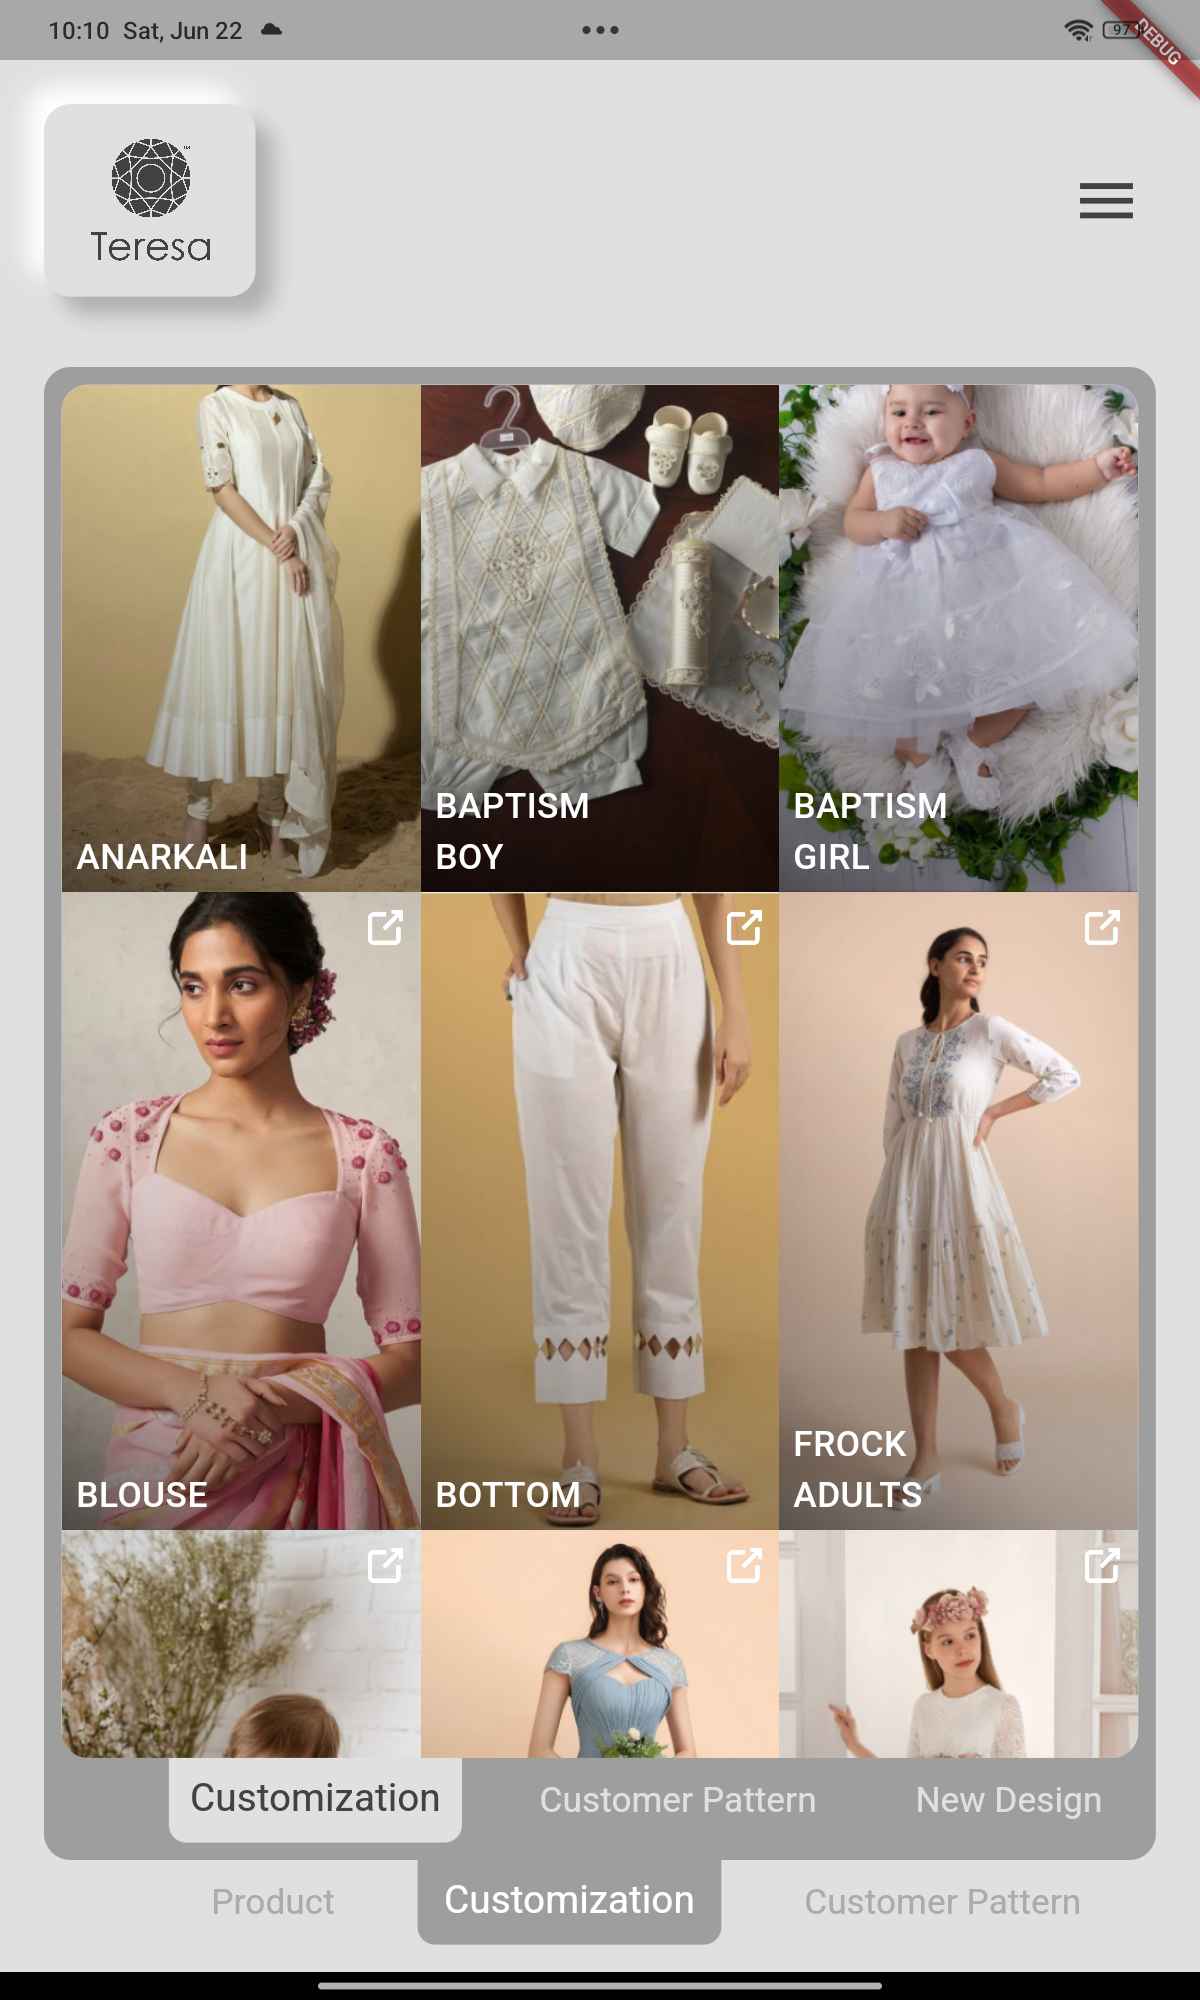 10:10 Sat, Jun 22
97
DEBUG
TM
Teresa
ANARKALI
BAPTISM
BOY
BAPTISM
GIRL
BLOUSE
BOTTOM
FROCK
ADULTS
Customization
Customer Pattern
New Design
Product
Customization
Customer Pattern